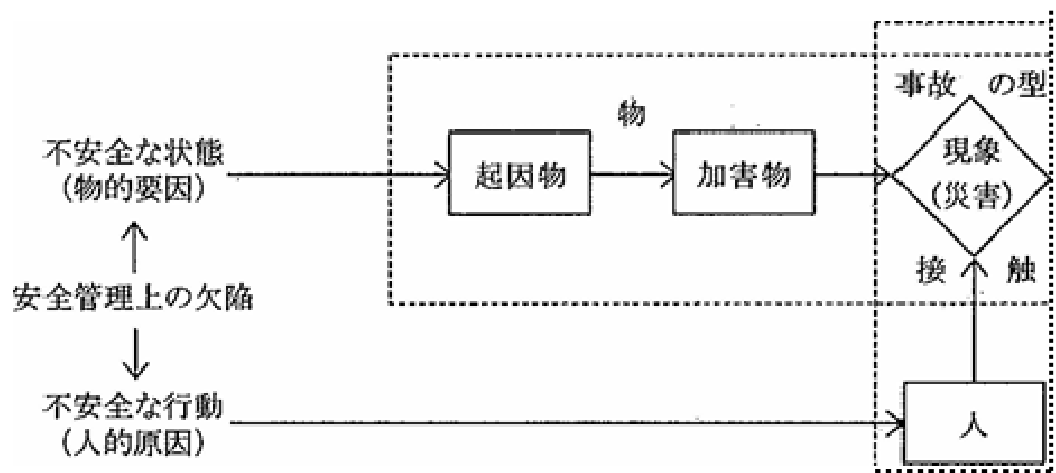 事故 の型
物
不安全な状態
(物的要因)
起因物
加害物
現象
(災害)
接 触
安全管理上の欠陥
不安全な行動
(人的原因)
人